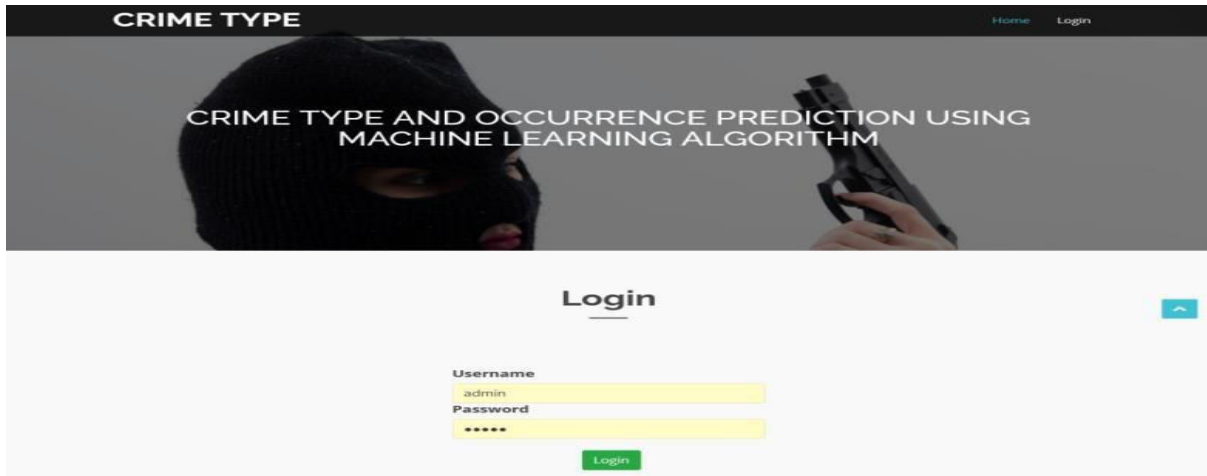 CRIME TYPE
Home Login
CRIME TYPE AND OCCURRENCE PREDICTION USING
MACHINE LEARNING ALGORITHM
Login
Username
admin
Password
•••••
Login